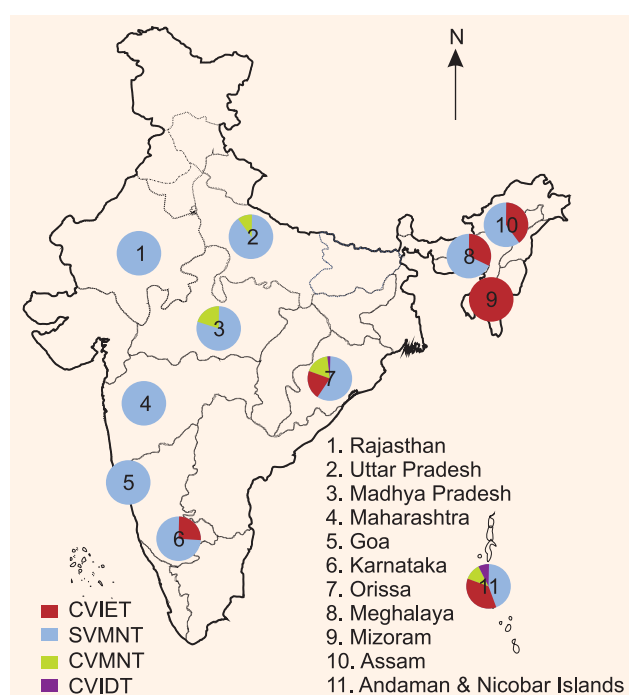 N
1
2
3
4
5
6
7
8
9
10
11
1. Rajasthan
2. Uttar Pradesh
3. Madhya Pradesh
4. Maharashtra
5. Goa
6. Karnataka
7. Orissa
8. Meghalaya
9. Mizoram
10. Assam
11. Andaman & Nicobar Islands
CVIET
SVMNT
CVMNT
CVIDT